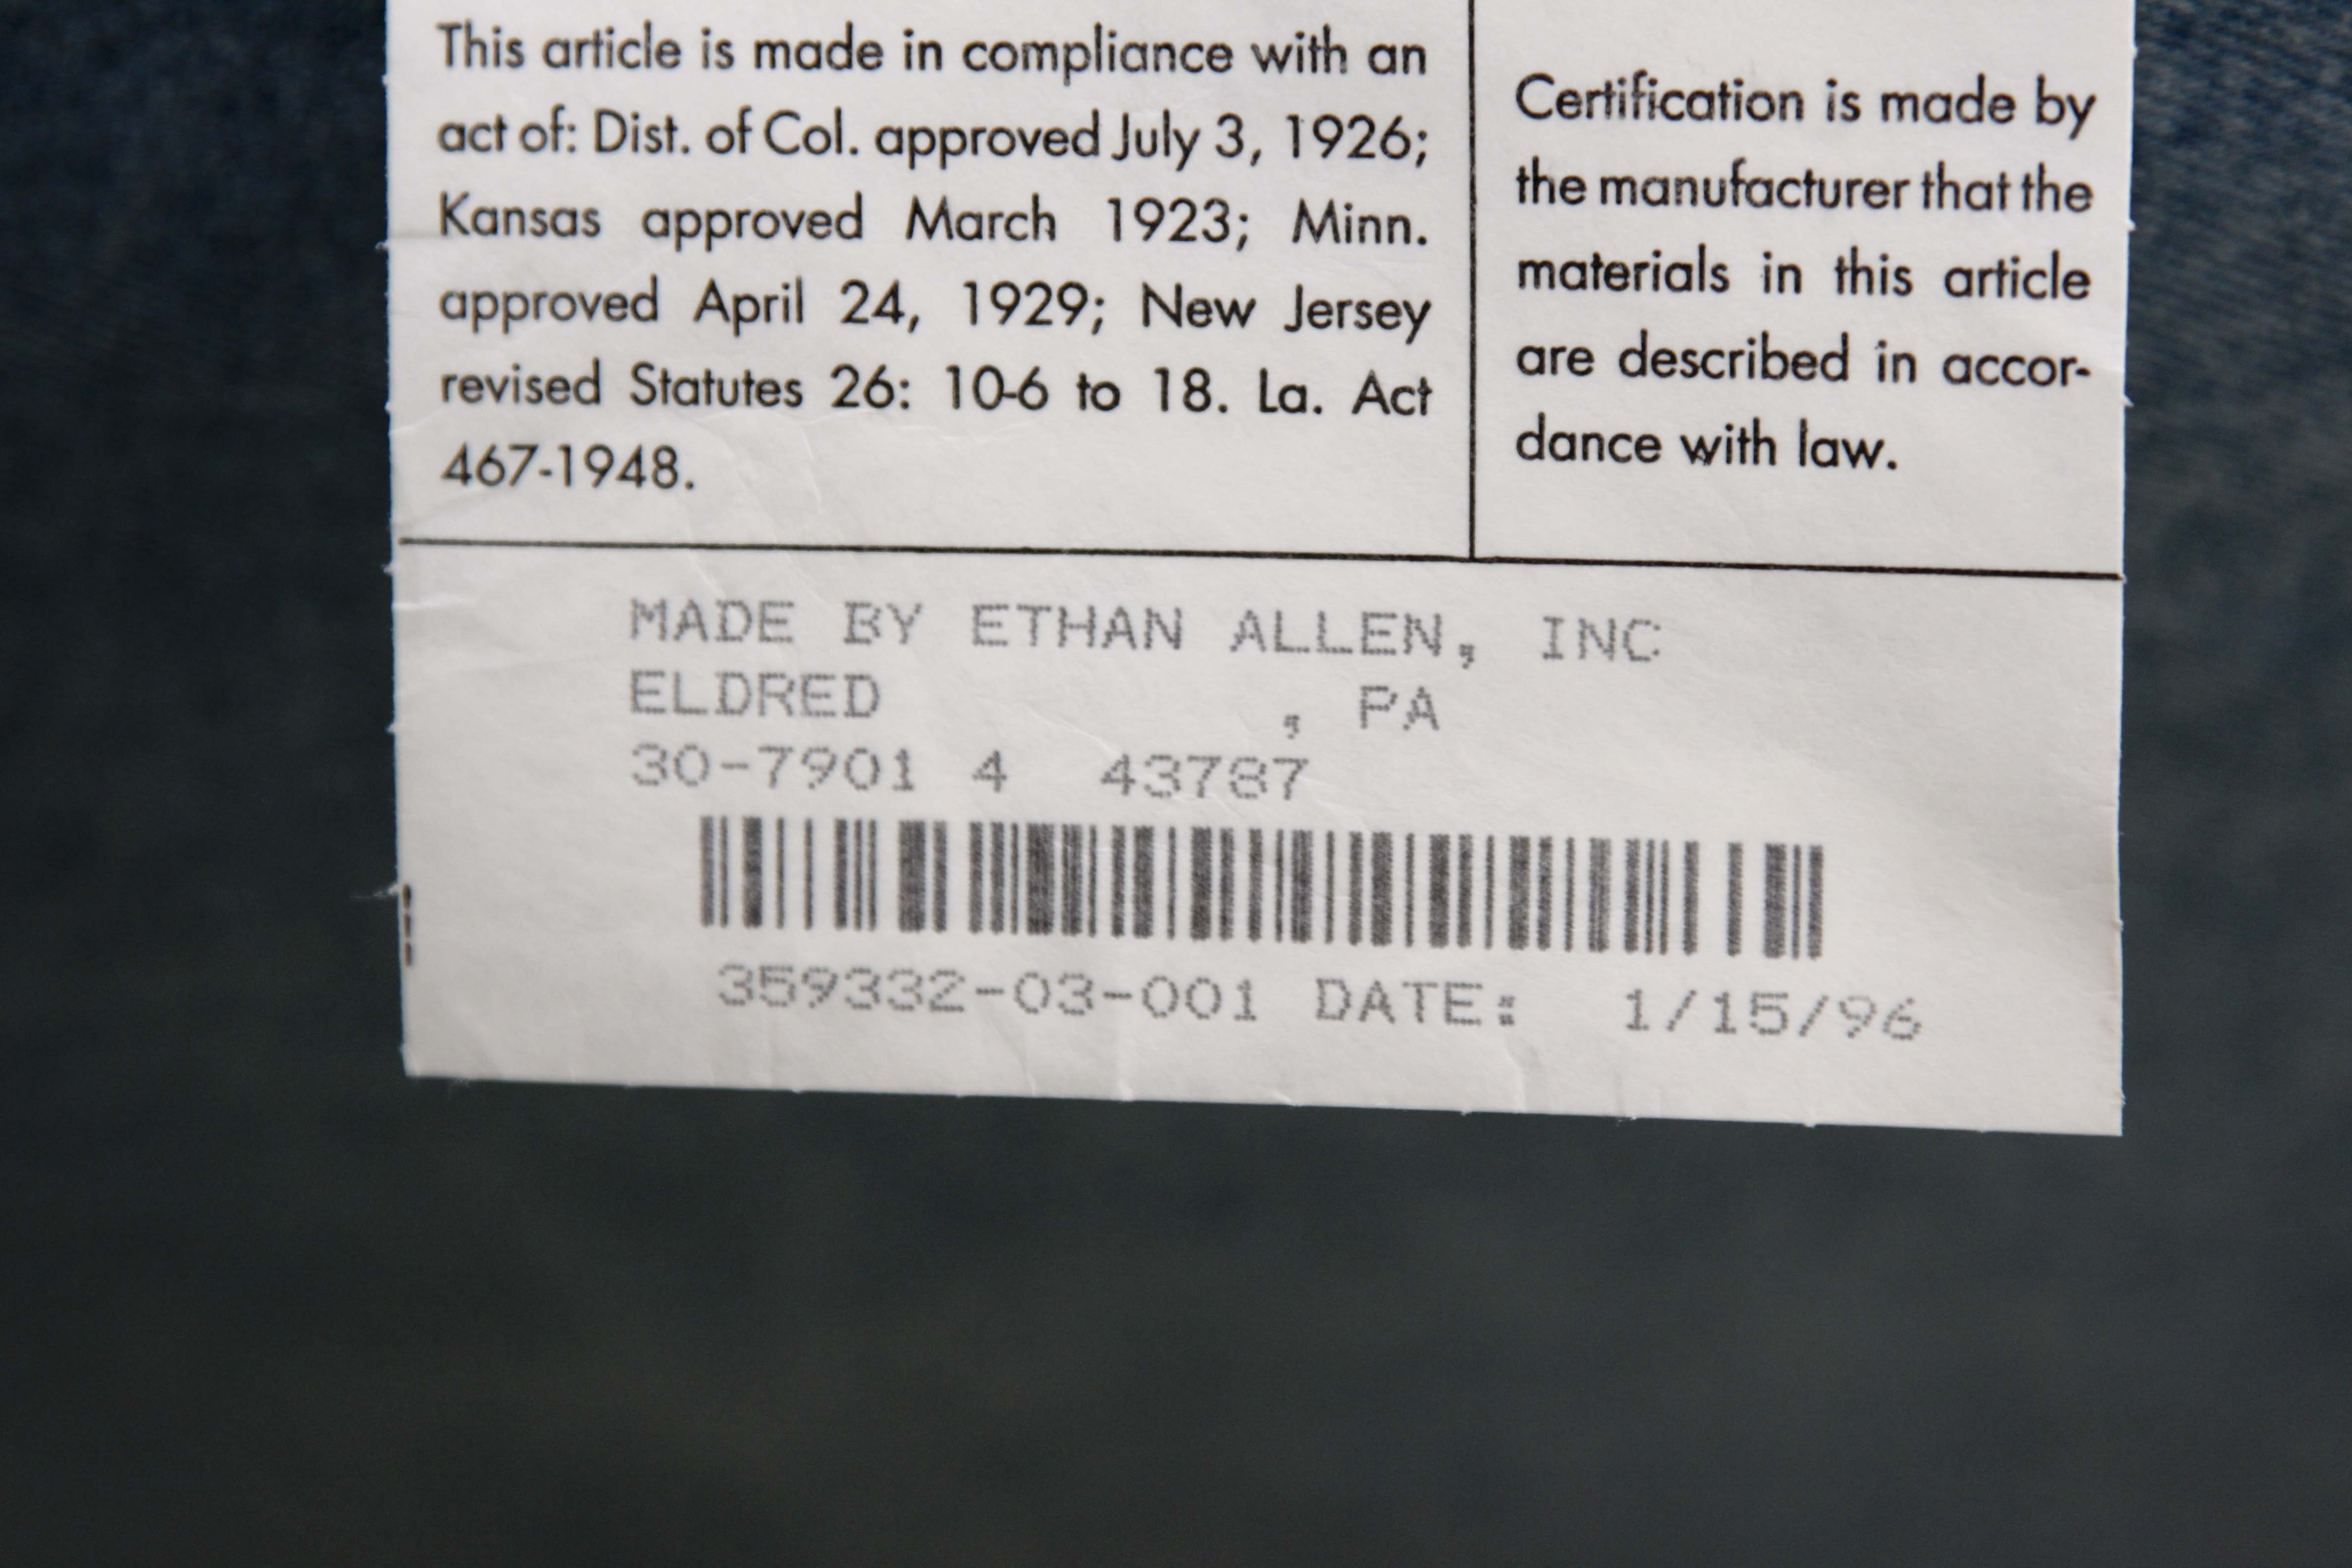 This article is made in compliance with an
act of: Dist. of Col. approved July 3, 1926;
Kansas approved March 1923; Minn.
approved April 24, 1929; New Jersey
revised Statutes 26: 10-6 to 18. La. Act
467-1948.
Certification is made by
the manufacturer that the
materials in this article
are described in accor-
dance with law.
MADE BY ETHAN ALLEN, INC
ELDRED , PA
30-7901 4 43787
359332-03-001 DATE: 1/15/96